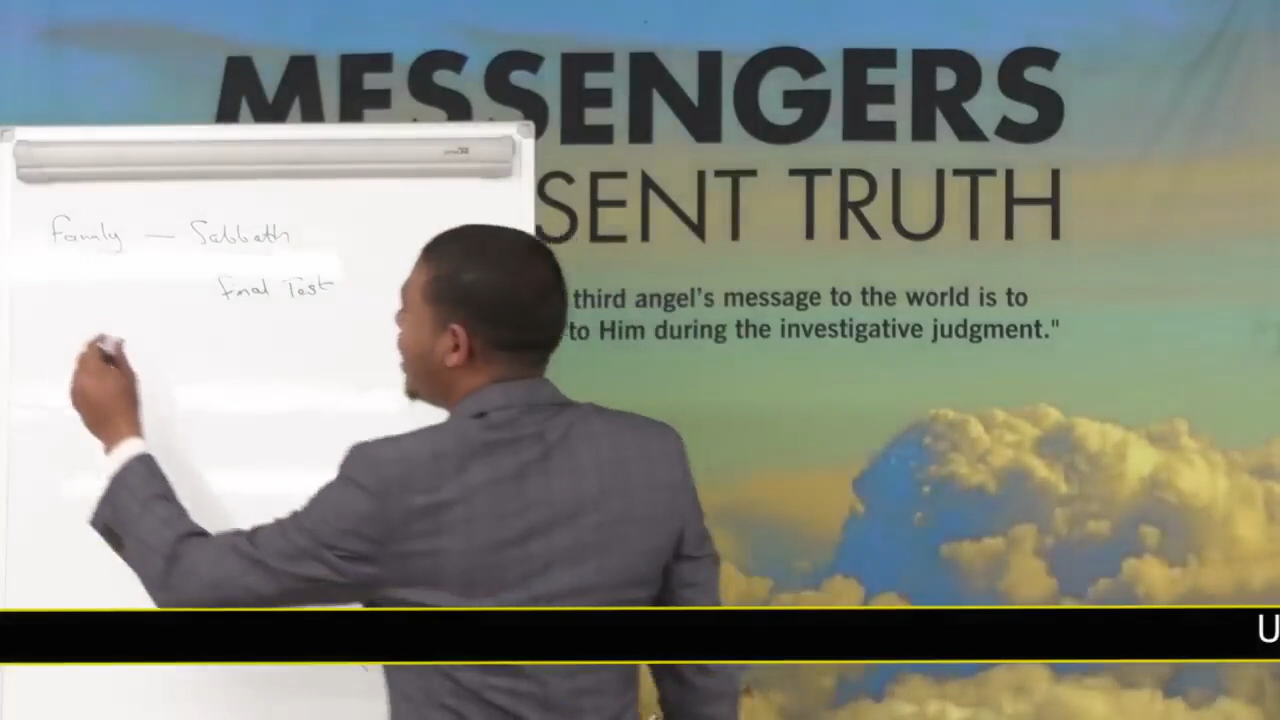 MESSENGERS
SENT TRUTH
third angel's message to the world is to
to Him during the investigative judgment."
Family — Sabbath
final Test
U